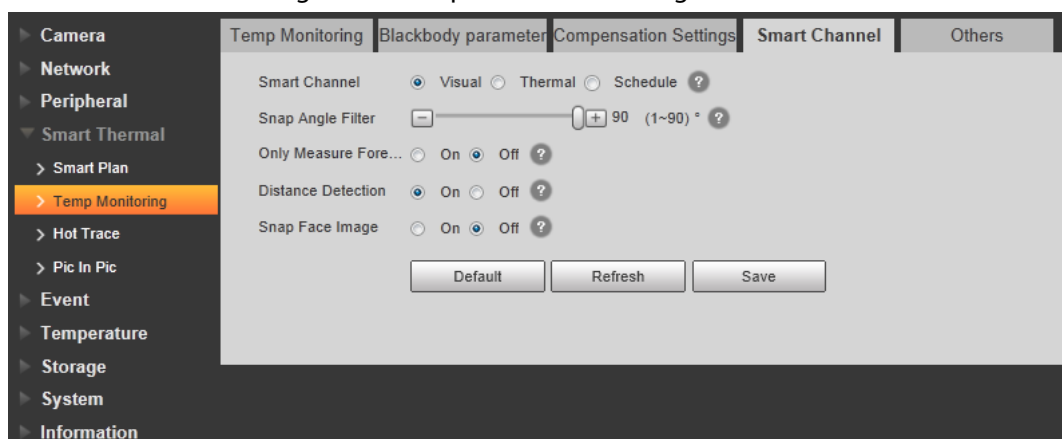 Camera
Network
Peripheral
Smart Thermal
Smart Plan
Temp Monitoring
Hot Trace
Pic In Pic
Event
Temperature
Storage
System
Information
Temp Monitoring Blackbody parameter Compensation Settings Smart Channel Others
Smart Channel Visual Thermal Schedule ?
Snap Angle Filter − + 90 (1~90) ° ?
Only Measure Fore... On Off ?
Distance Detection On Off ?
Snap Face Image On Off ?
Default Refresh Save